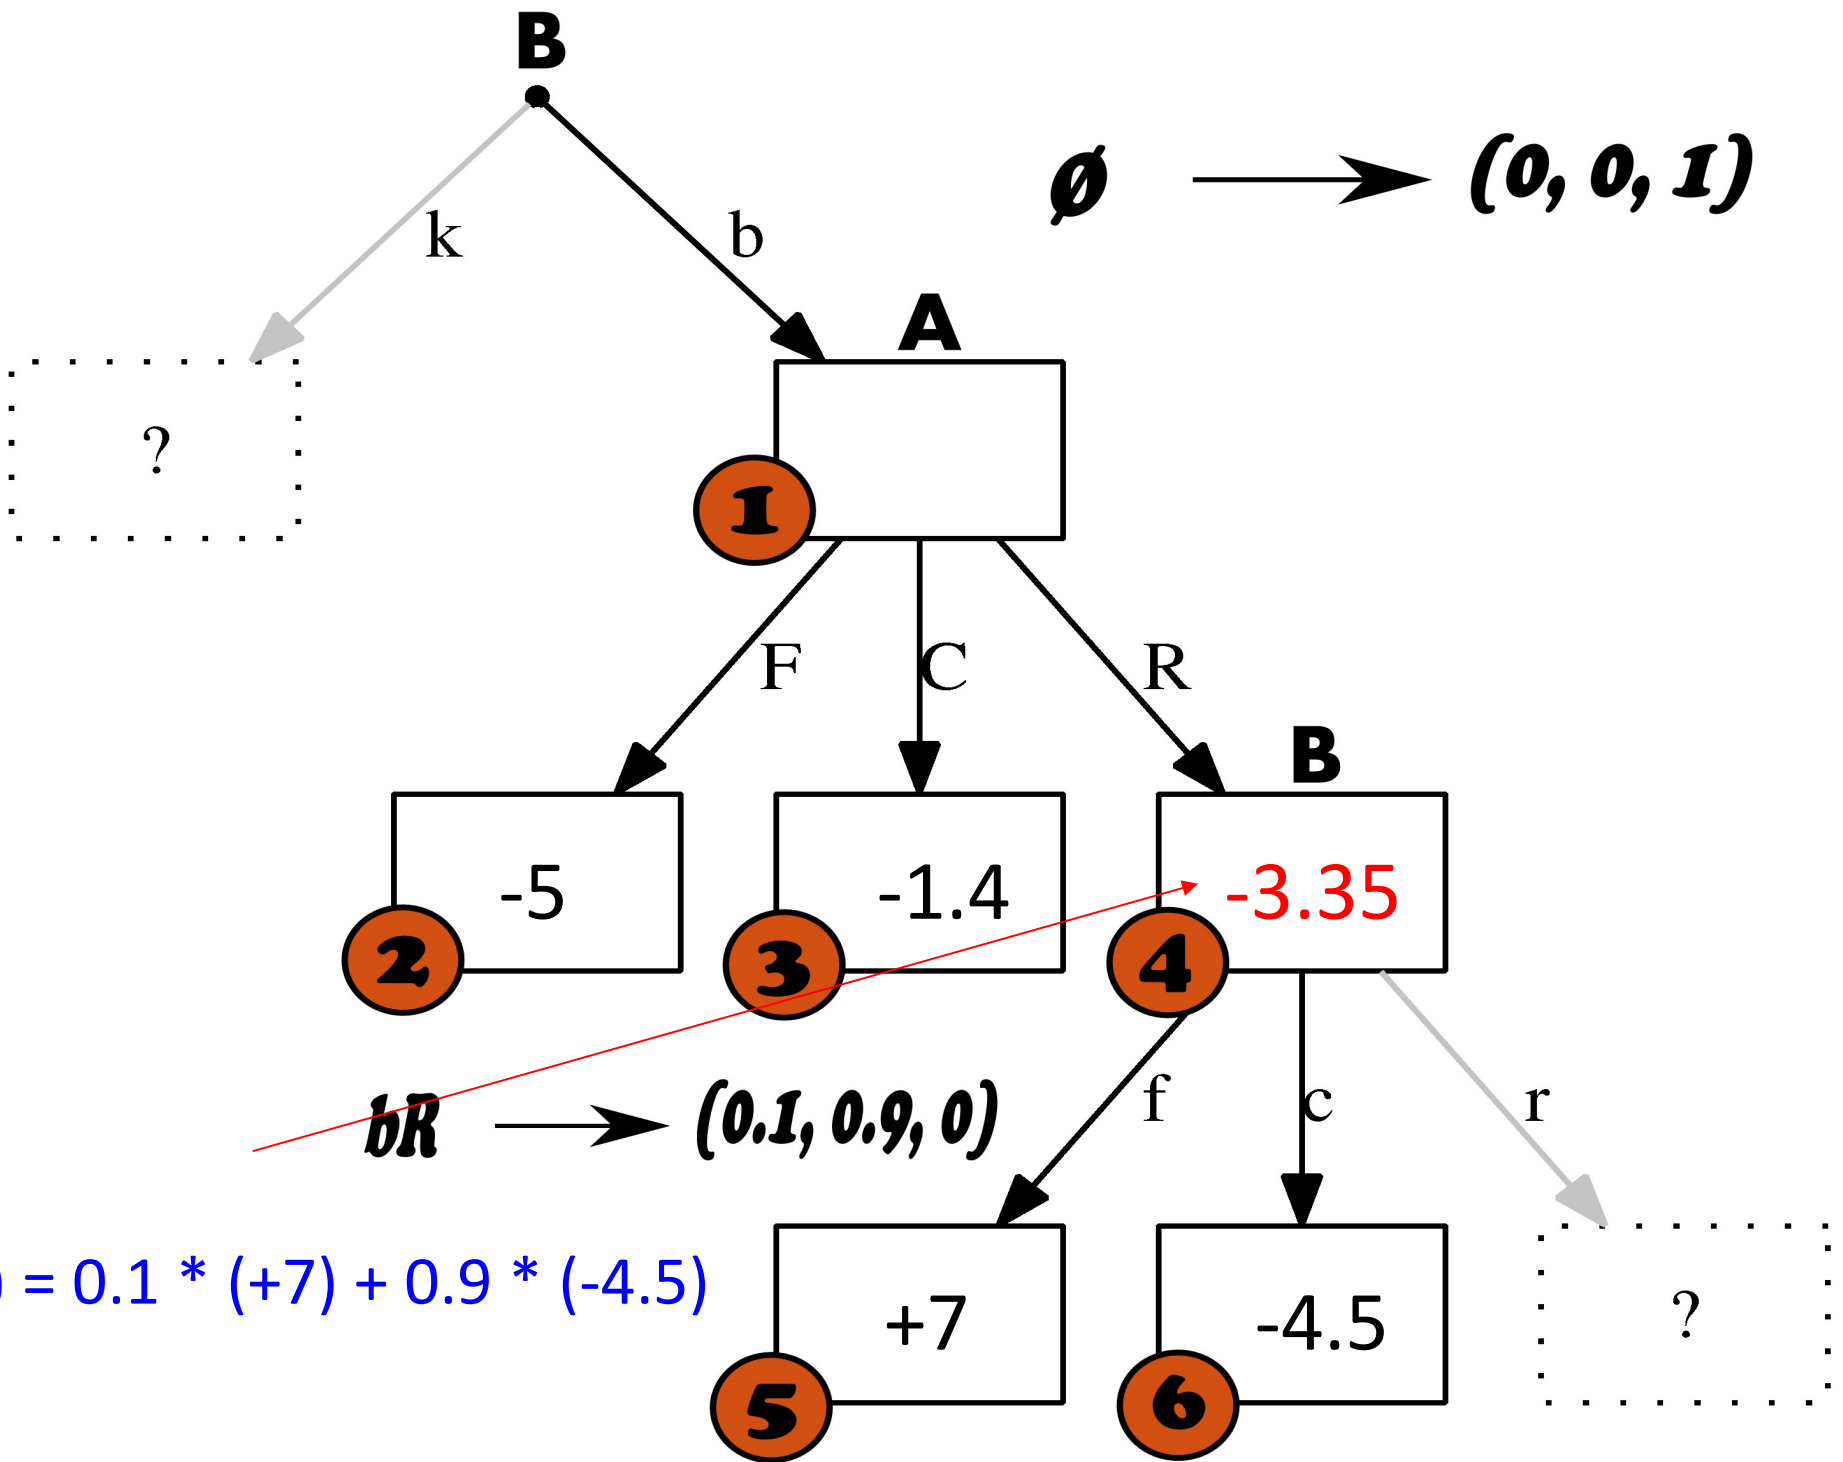 B
Ø (0, 0, 1)
k b
A
?
1
F C R
B
-5 -1.4 -3.35
2 3 4
bR (0.1, 0.9, 0) f c r
) = 0.1 * (+7) + 0.9 * (-4.5)
+7 -4.5 ?
5 6